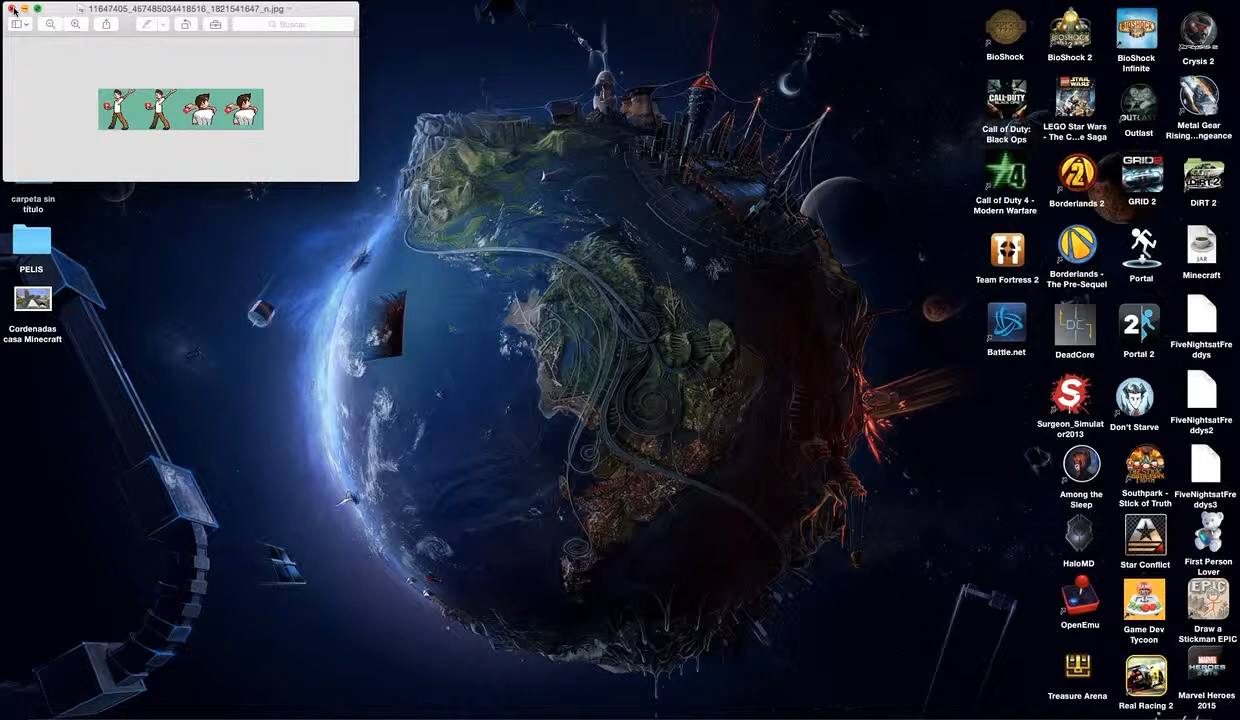 11647405_457485034418516_1821541647_n.jpg
Buscar
carpeta sin
título
PELIS
Cordenadas
casa Minecraft
BioShock
BioShock 2
BioShock
Infinite
Crysis 2
Call of Duty:
Black Ops
LEGO Star Wars
- The C...e Saga
Outlast
Metal Gear
Rising...ngeance
Call of Duty 4 -
Modern Warfare
Borderlands 2
GRID 2
DiRT 2
Team Fortress 2
Borderlands -
The Pre-Sequel
Portal
Minecraft
Battle.net
DeadCore
Portal 2
FiveNightsatFre
ddys
Surgeon_Simulat
or2013
Don't Starve
FiveNightsatFre
ddys2
Among the
Sleep
Southpark -
Stick of Truth
FiveNightsatFre
ddys3
HaloMD
Star Conflict
First Person
Lover
OpenEmu
Game Dev
Tycoon
Draw a
Stickman EPIC
Treasure Arena
Real Racing 2
Marvel Heroes
2015